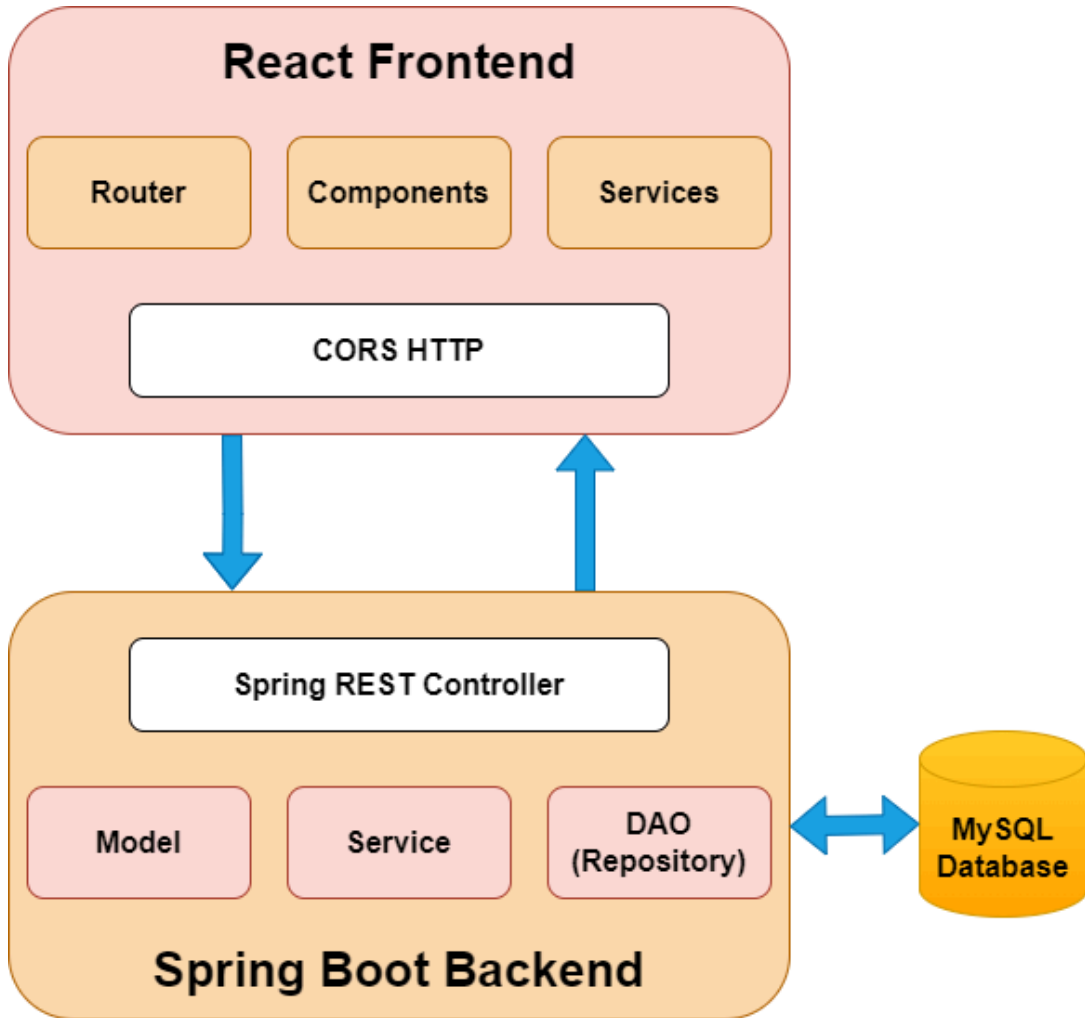 React Frontend
Router
Components
Services
CORS HTTP
Spring REST Controller
Model
Service
DAO
(Repository)
MySQL
Database
Spring Boot Backend